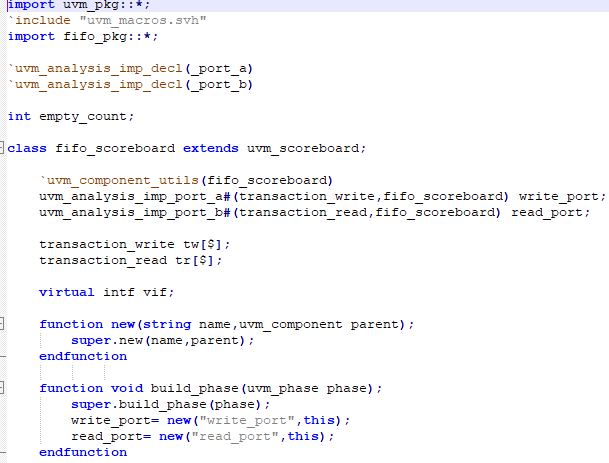 import uvm_pkg::*;
`include "uvm_macros.svh"
import fifo_pkg::*;
`uvm_analysis_imp_decl(_port_a)
`uvm_analysis_imp_decl(_port_b)
int empty_count;
class fifo_scoreboard extends uvm_scoreboard;
`uvm_component_utils(fifo_scoreboard)
uvm_analysis_imp_port_a#(transaction_write,fifo_scoreboard) write_port;
uvm_analysis_imp_port_b#(transaction_read,fifo_scoreboard) read_port;
transaction_write tw[$];
transaction_read tr[$];
virtual intf vif;
function new(string name,uvm_component parent);
super.new(name,parent);
endfunction
function void build_phase(uvm_phase phase);
super.build_phase(phase);
write_port= new("write_port",this);
read_port= new("read_port",this);
endfunction